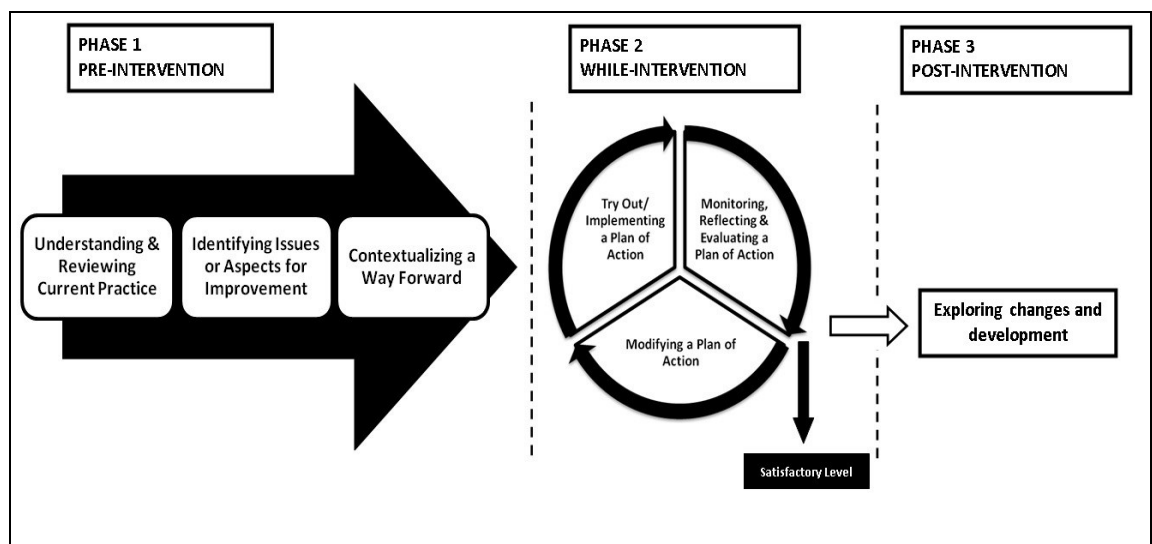 PHASE 1
PRE-INTERVENTION
Understanding &
Reviewing
Current Practice
Identifying Issues
or Aspects for
Improvement
Contextualizing a
Way Forward
PHASE 2
WHILE-INTERVENTION
Try Out/
Implementing
a Plan of
Action
Monitoring,
Reflecting &
Evaluating a
Plan of Action
Modifying a Plan of
Action
Satisfactory Level
PHASE 3
POST-INTERVENTION
Exploring changes and
development